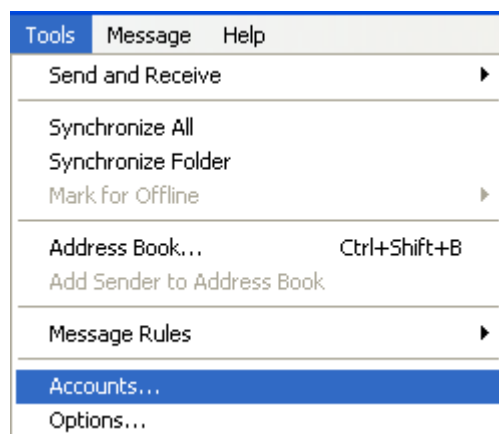 Tools Message Help
Send and Receive
Synchronize All
Synchronize Folder
Mark for Offline
Address Book... Ctrl+Shift+B
Add Sender to Address Book
Message Rules
Accounts...
Options...